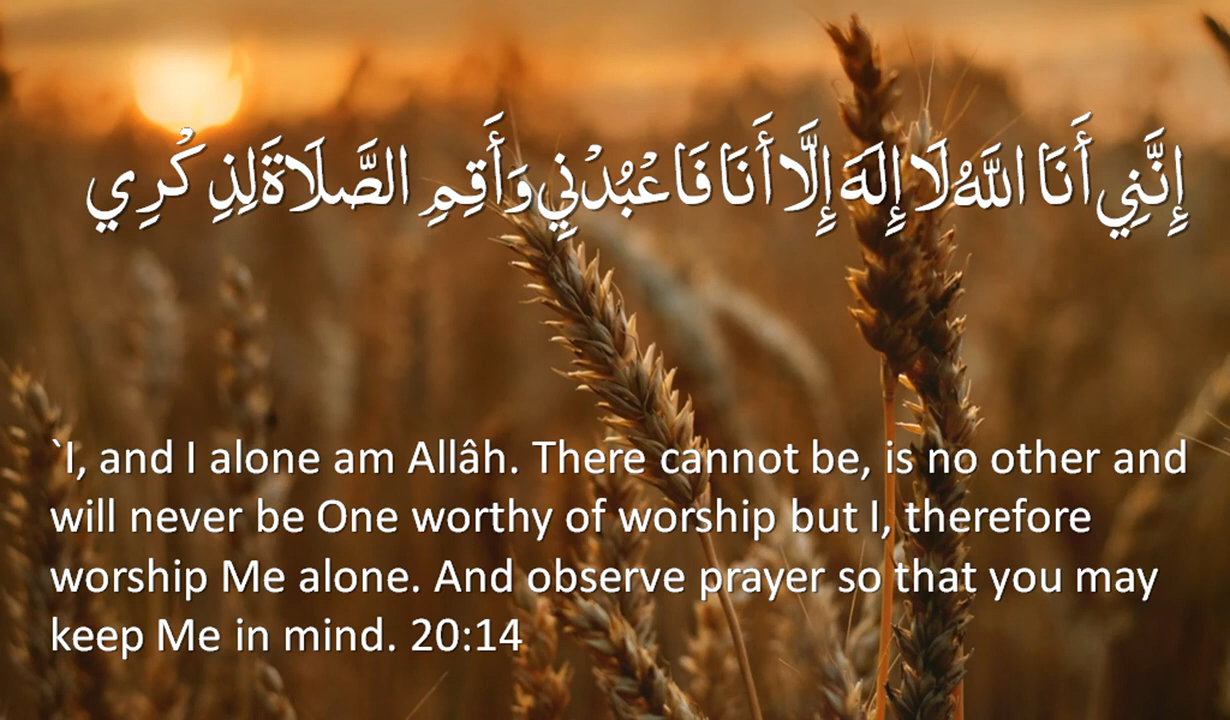 إِنَّنِي أَنَا اللَّهُ لَا إِلَهَ إِلَّا أَنَا فَاعْبُدْنِي وَأَقِمِ الصَّلَاةَ لِذِكْرِي
`I, and I alone am Allâh. There cannot be, is no other and
will never be One worthy of worship but I, therefore
worship Me alone. And observe prayer so that you may
keep Me in mind. 20:14